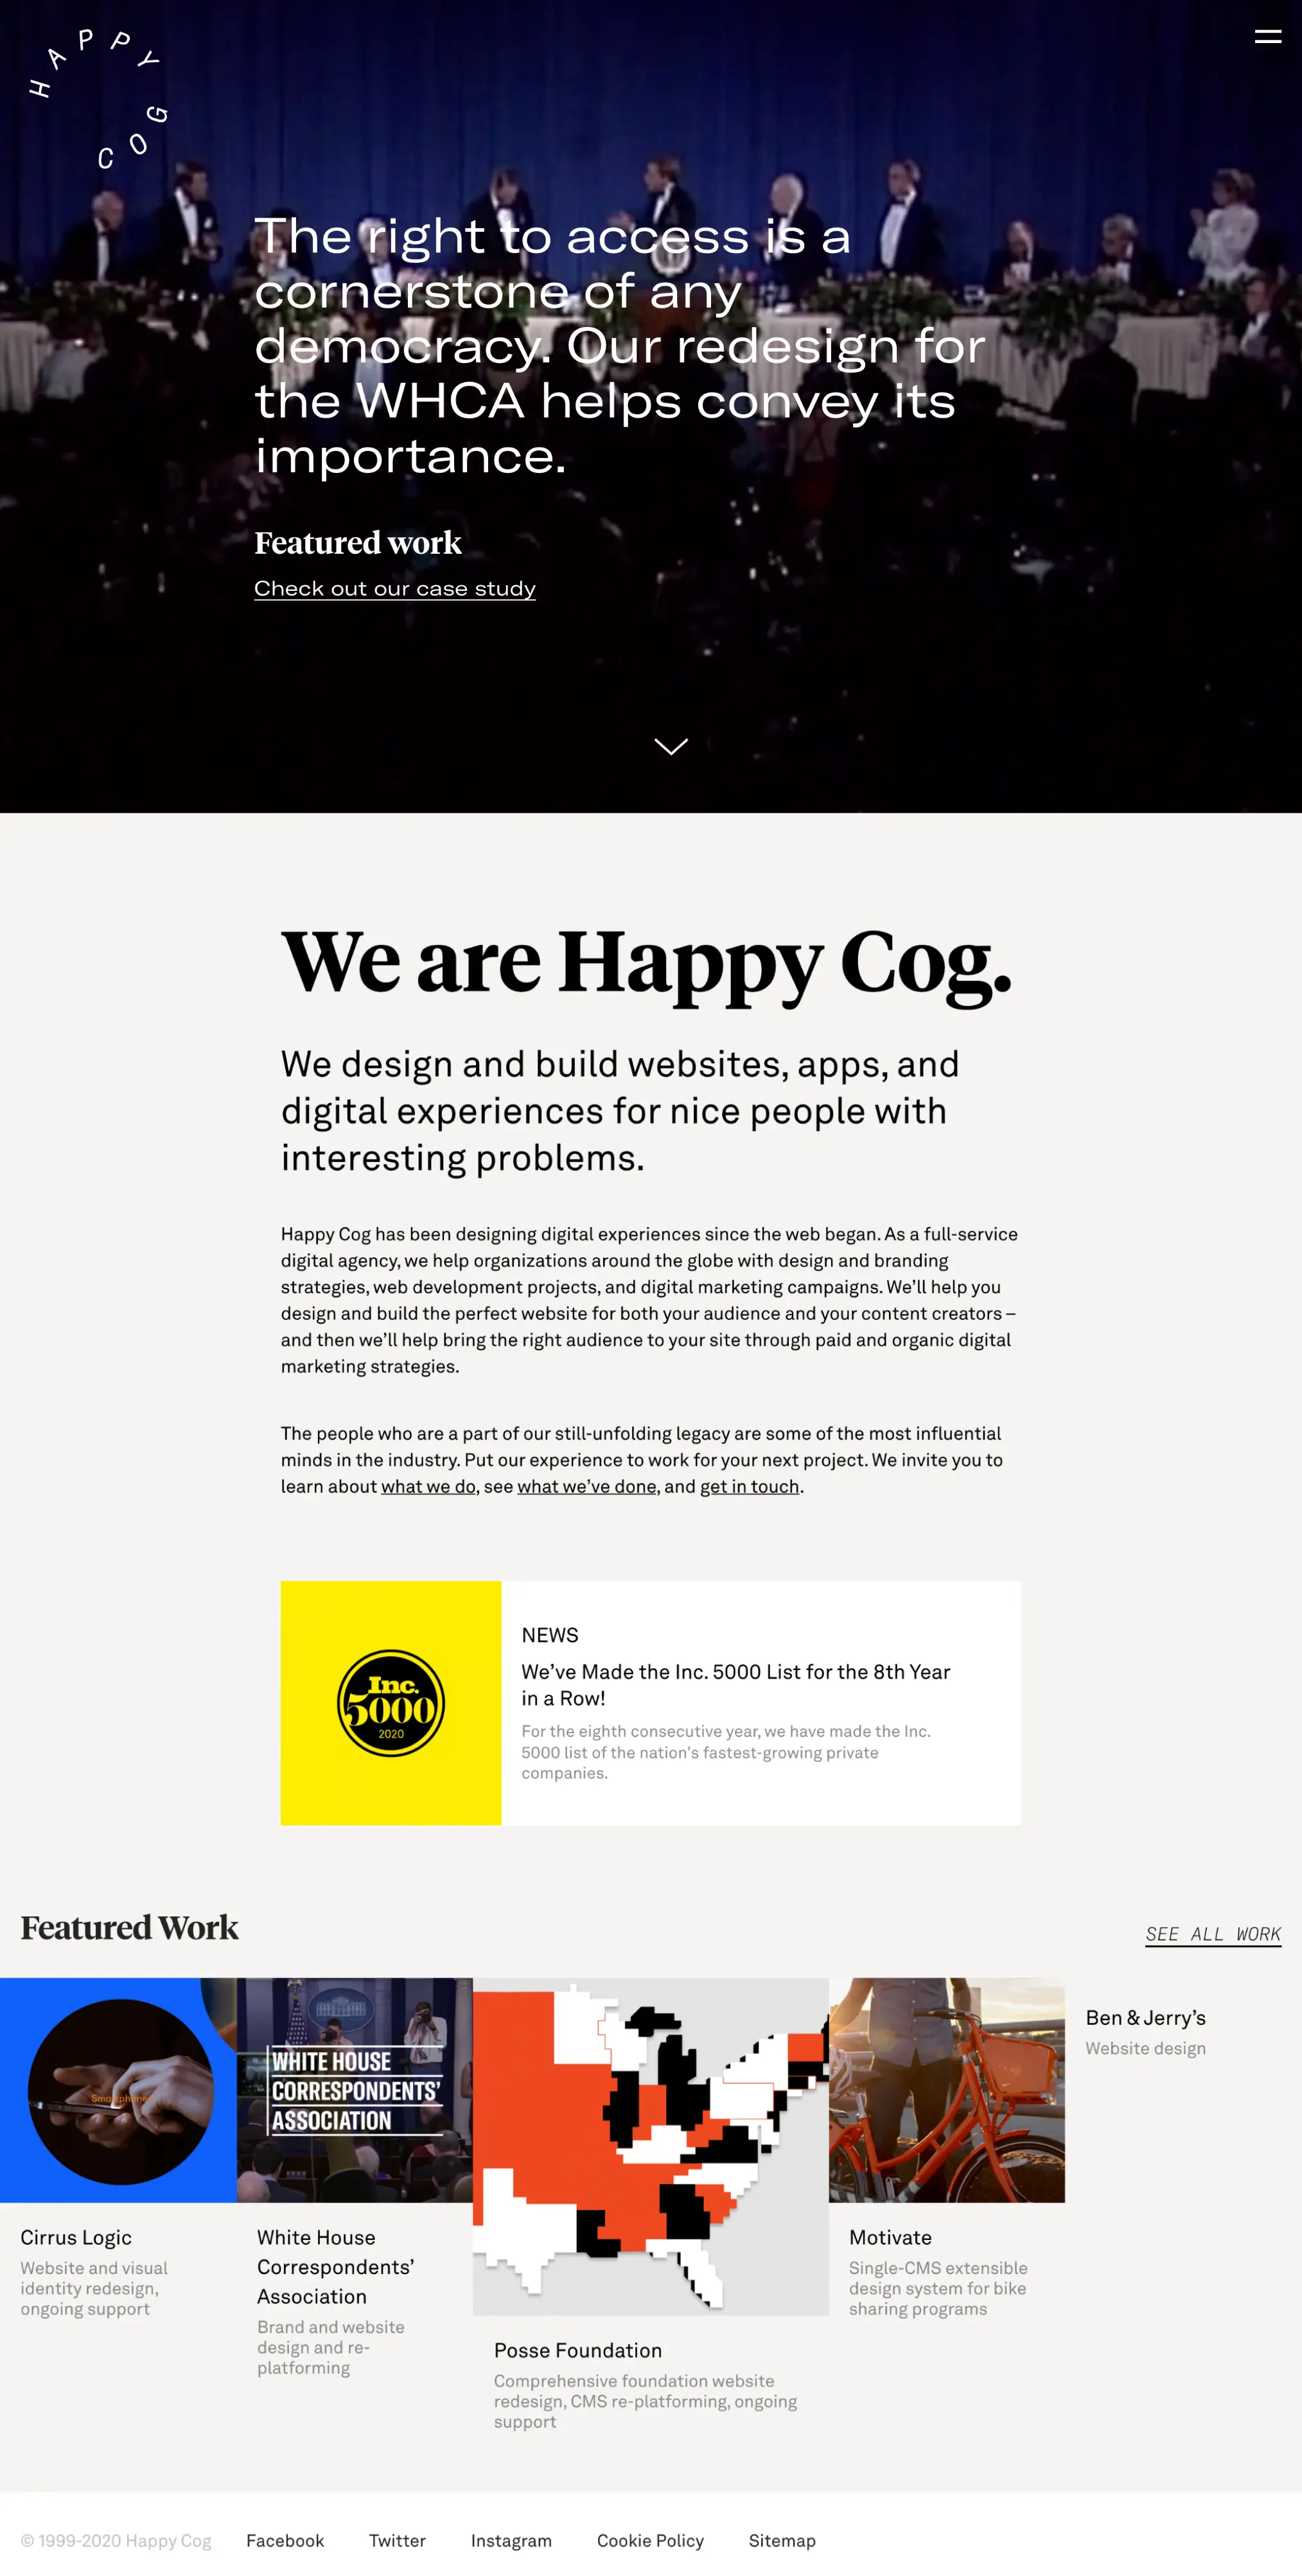 HAPPY
COG
The right to access is a
cornerstone of any
democracy. Our redesign for
the WHCA helps convey its
importance.
Featured work
Check out our case study
We are Happy Cog.
We design and build websites, apps, and
digital experiences for nice people with
interesting problems.
Happy Cog has been designing digital experiences since the web began. As a full-service
digital agency, we help organizations around the globe with design and branding
strategies, web development projects, and digital marketing campaigns. We’ll help you
design and build the perfect website for both your audience and your content creators –
and then we’ll help bring the right audience to your site through paid and organic digital
marketing strategies.
The people who are a part of our still-unfolding legacy are some of the most influential
minds in the industry. Put our experience to work for your next project. We invite you to
learn about what we do, see what we’ve done, and get in touch.
Inc.
5000
2020
NEWS
We’ve Made the Inc. 5000 List for the 8th Year
in a Row!
For the eighth consecutive year, we have made the Inc.
5000 list of the nation's fastest-growing private
companies.
Featured Work
SEE ALL WORK
Smartphones
WHITE HOUSE
CORRESPONDENTS’
ASSOCIATION
Cirrus Logic
Website and visual
identity redesign,
ongoing support
White House
Correspondents’
Association
Brand and website
design and re-
platforming
Posse Foundation
Comprehensive foundation website
redesign, CMS re-platforming, ongoing
support
Motivate
Single-CMS extensible
design system for bike
sharing programs
Ben & Jerry’s
Website design
© 1999-2020 Happy Cog Facebook Twitter Instagram Cookie Policy Sitemap